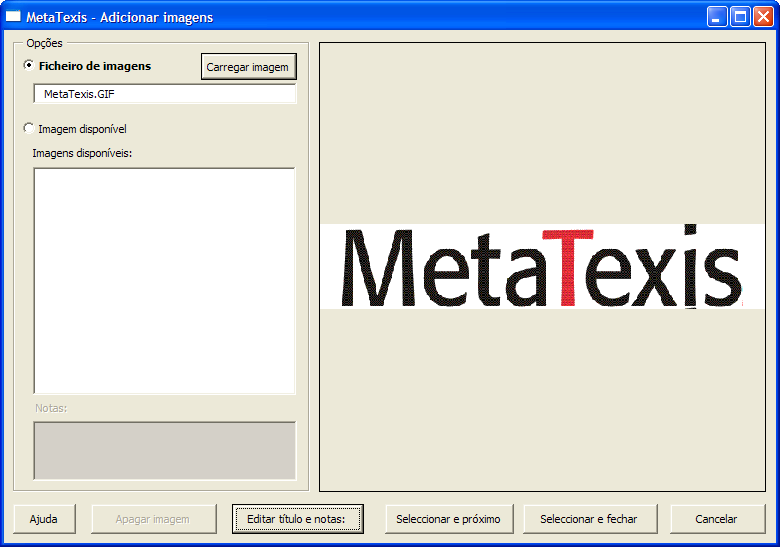 MetaTexis - Adicionar imagens
Opções
Ficheiro de imagens
Carregar imagem
MetaTexis.GIF
Imagem disponível
Imagens disponíveis:
Notas:
MetaTexis
Ajuda
Apagar imagem
Editar título e notas:
Seleccionar e próximo
Seleccionar e fechar
Cancelar